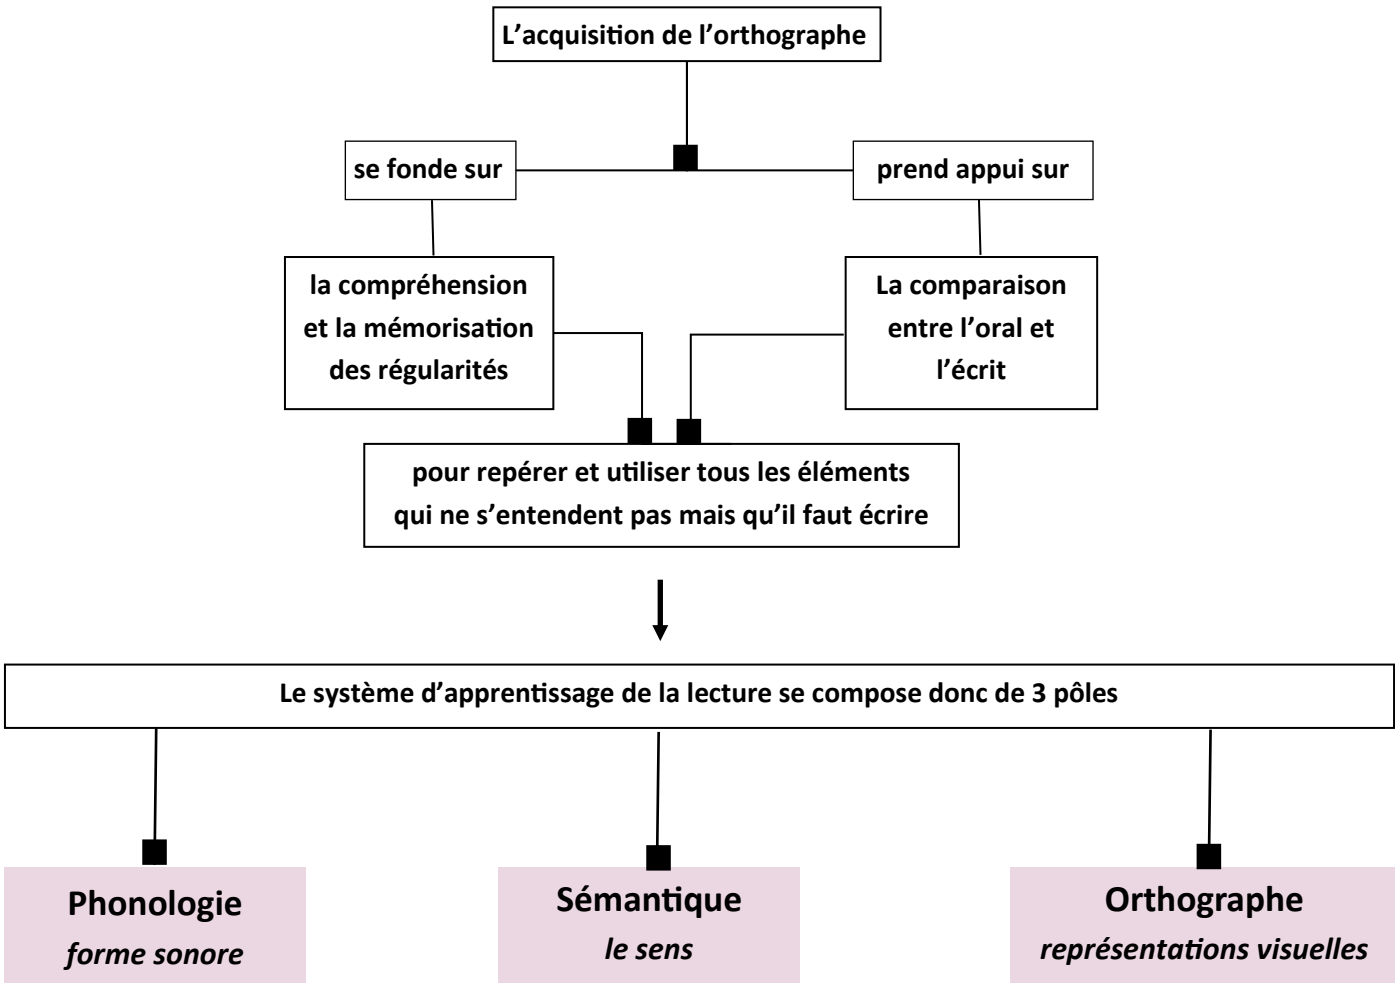 L’acquisition de l’orthographe
se fonde sur
prend appui sur
la compréhension
et la mémorisation
des régularités
La comparaison
entre l’oral et
l’écrit
pour repérer et utiliser tous les éléments
qui ne s’entendent pas mais qu’il faut écrire
Le système d’apprentissage de la lecture se compose donc de 3 pôles
Phonologie
forme sonore
Sémantique
le sens
Orthographe
représentations visuelles